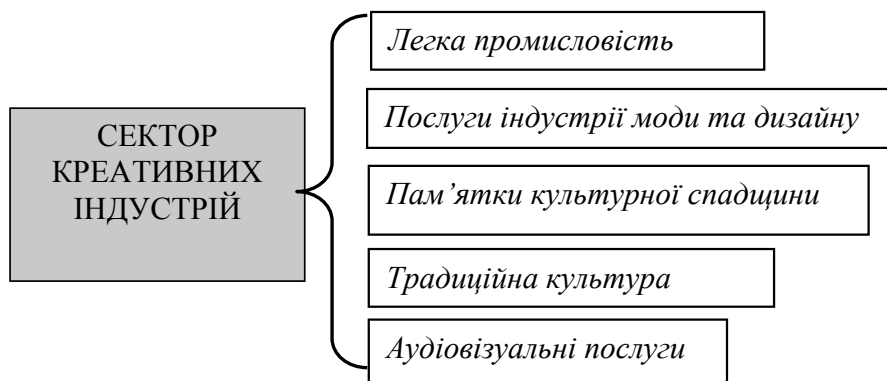 СЕКТОР
КРЕАТИВНИХ
ІНДУСТРІЙ
Легка промисловість
Послуги індустрії моди та дизайну
Пам’ятки культурної спадщини
Традиційна культура
Аудіовізуальні послуги